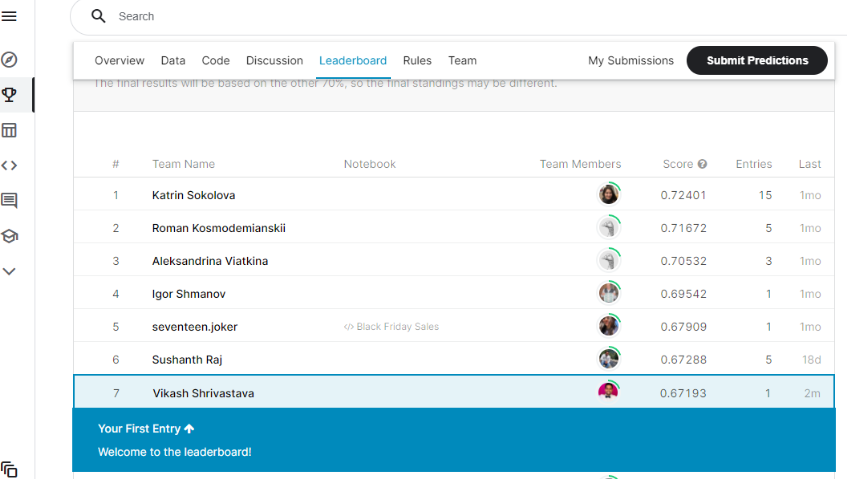 Search
Overview Data Code Discussion Leaderboard Rules Team My Submissions Submit Predictions
The final results will be based on the other 70%, so the final standings may be different.
# Team Name Notebook Team Members Score Entries Last
1 Katrin Sokolova 0.72401 15 1mo
2 Roman Kosmodemianskii 0.71672 5 1mo
3 Aleksandrina Viatkina 0.70532 3 1mo
4 Igor Shmanov 0.69542 1 1mo
5 seventeen.joker </> Black Friday Sales 0.67909 1 1mo
6 Sushanth Raj 0.67288 5 18d
7 Vikash Shrivastava 0.67193 1 2m
Your First Entry
Welcome to the leaderboard!